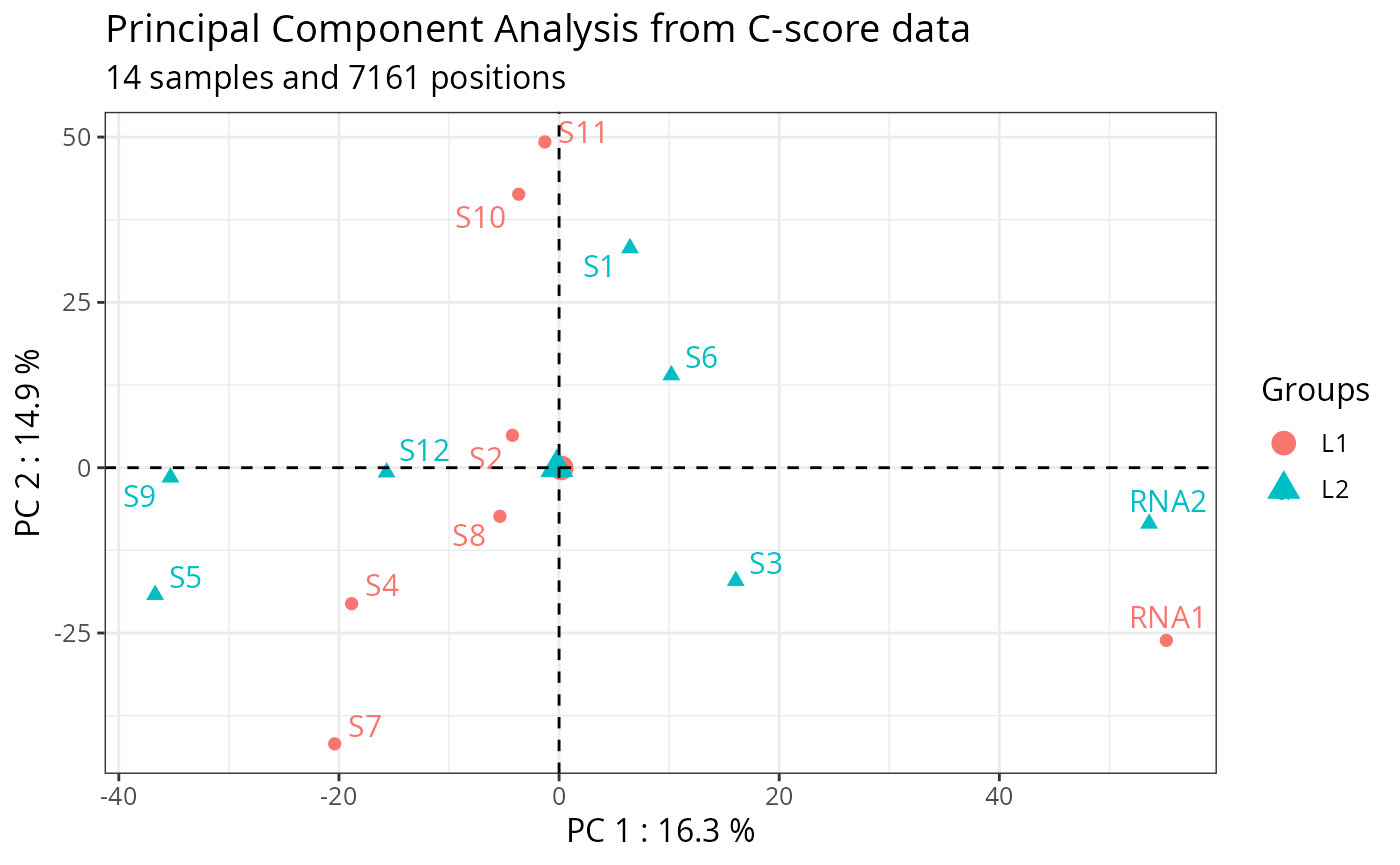 Principal Component Analysis from C-score data
14 samples and 7161 positions
50
25
0
-25
PC 2 : 14.9 %
S11
S10
S1
S6
S12
S2
S9
S8
S5
S4
S3
S7
RNA2
RNA1
-40
-20
0
20
40
PC 1 : 16.3 %
Groups
L1
L2